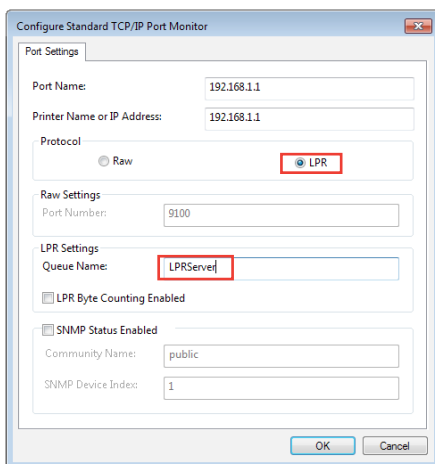 Configure Standard TCP/IP Port Monitor
Port Settings
Port Name: 192.168.1.1
Printer Name or IP Address: 192.168.1.1
Protocol
Raw LPR
Raw Settings
Port Number: 9100
LPR Settings
Queue Name: LPRServer
LPR Byte Counting Enabled
SNMP Status Enabled
Community Name: public
SNMP Device Index: 1
OK Cancel